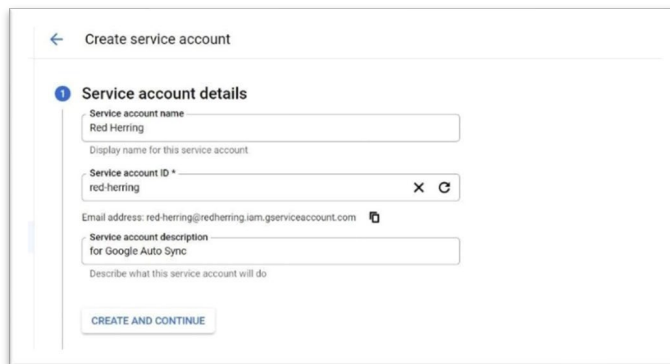 Create service account
1 Service account details
Service account name
Red Herring
Display name for this service account
Service account ID *
red-herring
Email address: red-herring@redherring.iam.gserviceaccount.com
Service account description
for Google Auto Sync
Describe what this service account will do
CREATE AND CONTINUE